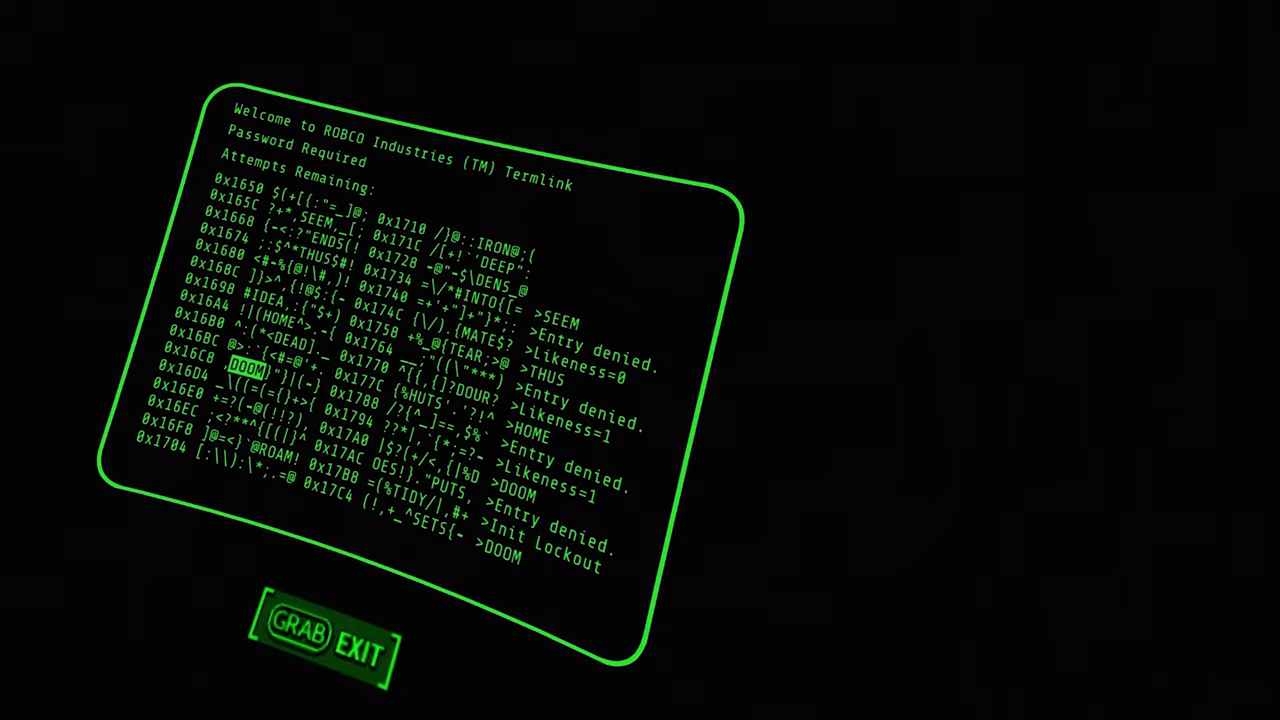 Welcome to ROBCO Industries (TM) Termlink
Password Required
Attempts Remaining:
0x1650 $(+[{:"=_]@; 0x1710 /}@::IRON@;(
0x165C ?+*,SEEM,_[; 0x171C /[+!`'DEEP":
0x1668 {-<:?"ENDS(! 0x1728 -@"-$\DENS_@
0x1674 ;:$^*THUS$#! 0x1734 =\/*#INTO{[= >SEEM
0x1680 <#-%{@!\#,)! 0x1740 =+'+"]+"}*;: >Entry denied.
0x168C ]}>^,{!@$:{- 0x174C {\/).{MATE$? >Likeness=0
0x1698 #IDEA,:{"$+) 0x1758 +%_@{TEAR;>@ >THUS
0x16A4 !|(HOME^>.-{ 0x1764 __;"((\"***) >Entry denied.
0x16B0 ^:(*<DEAD]._ 0x1770 ^{{,{]?DOUR? >Likeness=1
0x16BC @>:`{<#=@'+. 0x177C {%HUTS'.'?!^ >HOME
0x16C8 ,DOOM}"}|(-} 0x1788 /?{^_]==,$%` >Entry denied.
0x16D4 _\((=(={}+>{ 0x1794 ??*|,`{*;=?- >Likeness=1
0x16E0 +=?(-@(!!?), 0x17A0 |$?(+/<,{|%D >DOOM
0x16EC ;<?**^{[(|}^ 0x17AC OES!}."PUTS, >Entry denied.
0x16F8 ]@=<}`@ROAM! 0x17B8 =(%TIDY/|,#+ >Init Lockout
0x1704 [:\\):\*;.=@ 0x17C4 (!,+_^SETS{- >DOOM
GRAB EXIT